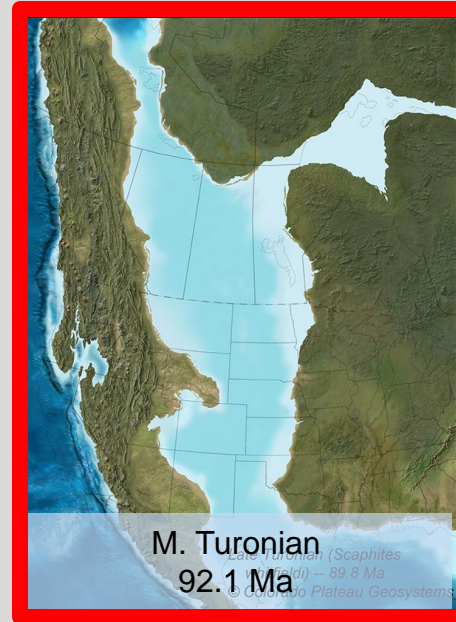 M. Turonian
92.1 Ma
Late Turonian (Scaphites
whitfieldi) -- 89.8 Ma
© Colorado Plateau Geosystems